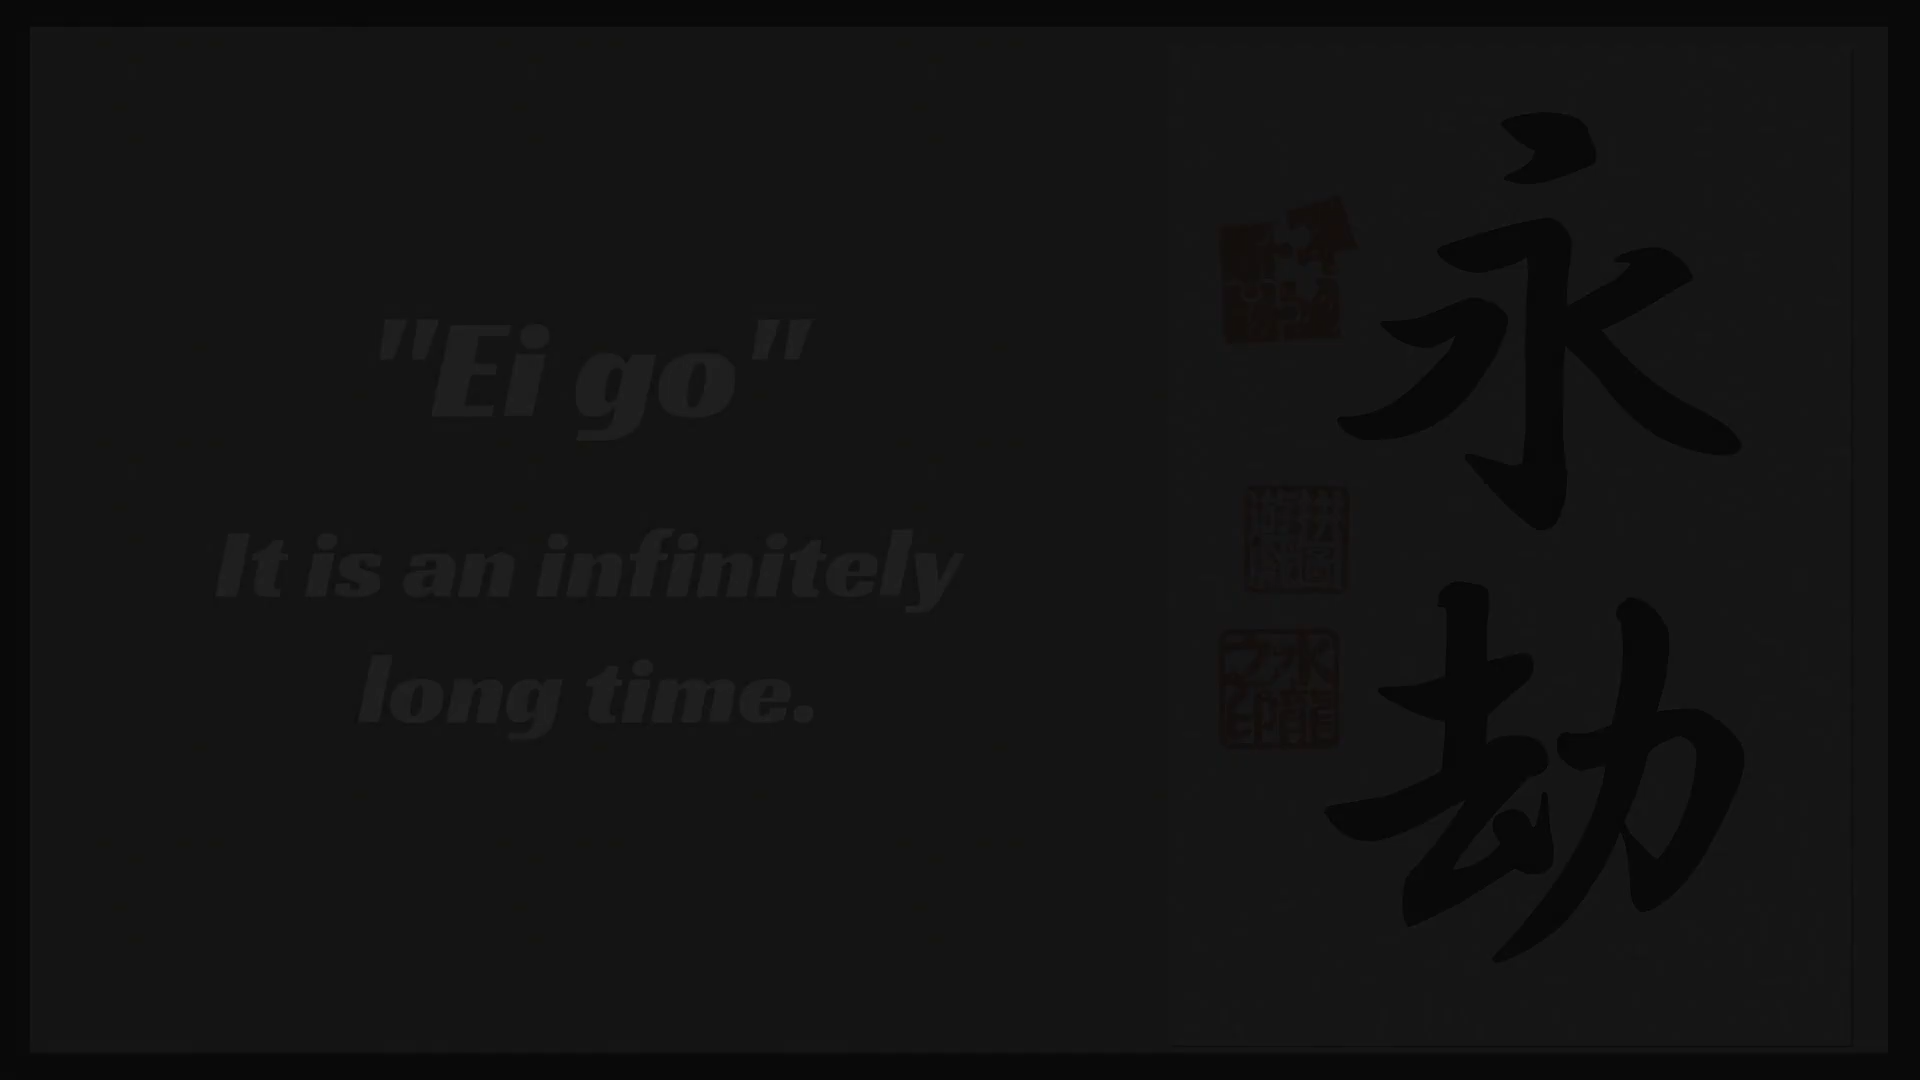 "Ei go"
It is an infinitely
long time.
永劫